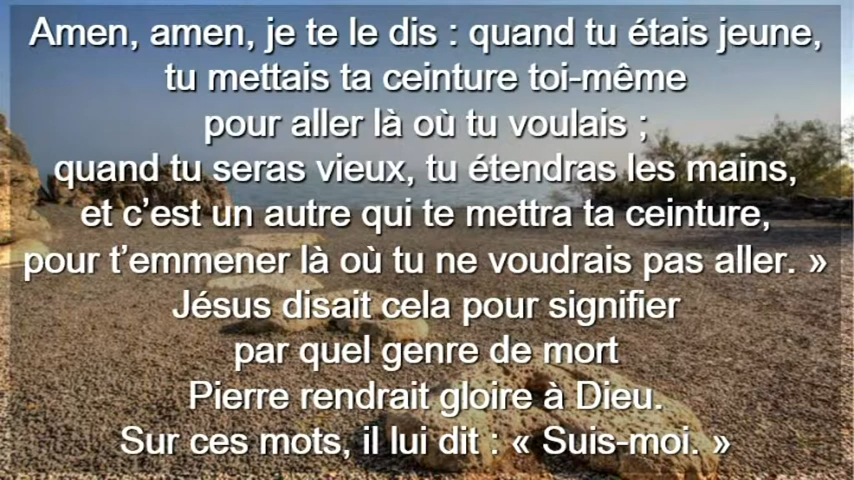 Amen, amen, je te le dis : quand tu étais jeune,
tu mettais ta ceinture toi-même
pour aller là où tu voulais ;
quand tu seras vieux, tu étendras les mains,
et c’est un autre qui te mettra ta ceinture,
pour t’emmener là où tu ne voudrais pas aller. »
Jésus disait cela pour signifier
par quel genre de mort
Pierre rendrait gloire à Dieu.
Sur ces mots, il lui dit : « Suis-moi. »